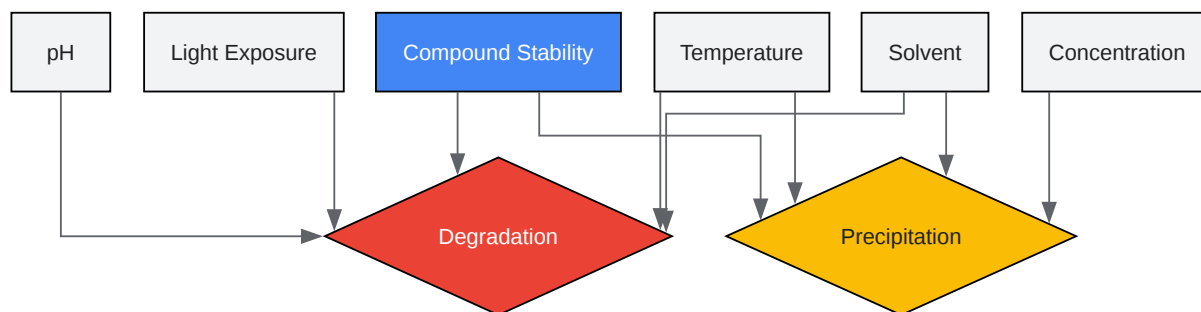 pH
Light Exposure
Compound Stability
Temperature
Solvent
Concentration
Degradation
Precipitation